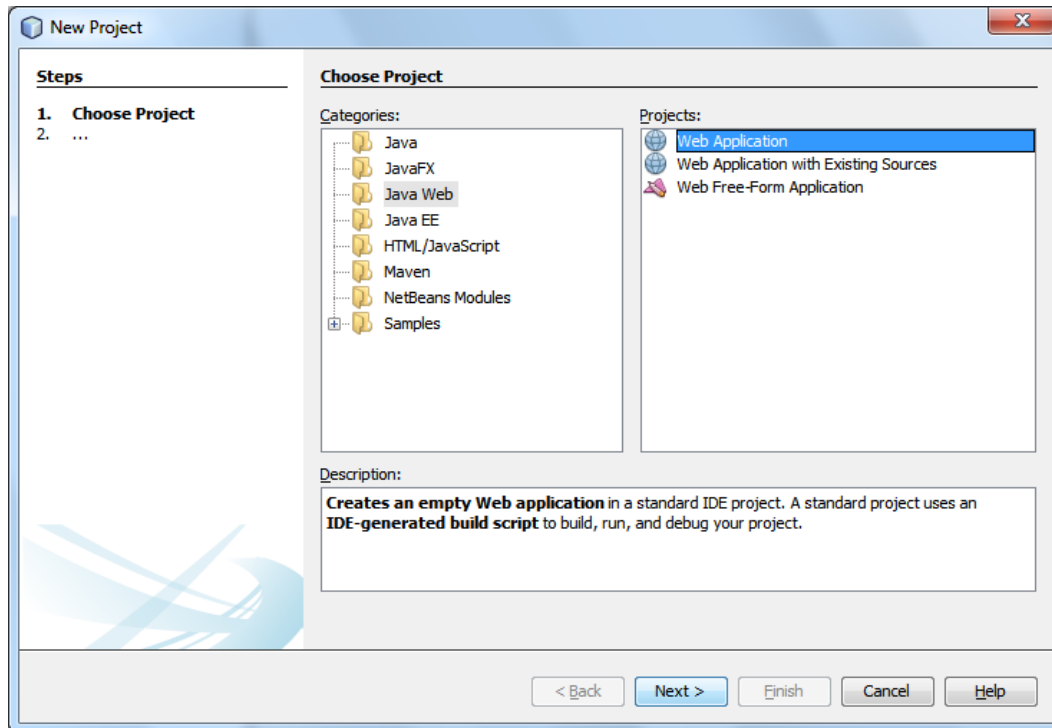 New Project
Steps
1. Choose Project
2. ...
Choose Project
Categories:
Java
JavaFX
Java Web
Java EE
HTML/JavaScript
Maven
NetBeans Modules
Samples
Projects:
Web Application
Web Application with Existing Sources
Web Free-Form Application
Description:
Creates an empty Web application in a standard IDE project. A standard project uses an
IDE-generated build script to build, run, and debug your project.
< Back
Next >
Finish
Cancel
Help